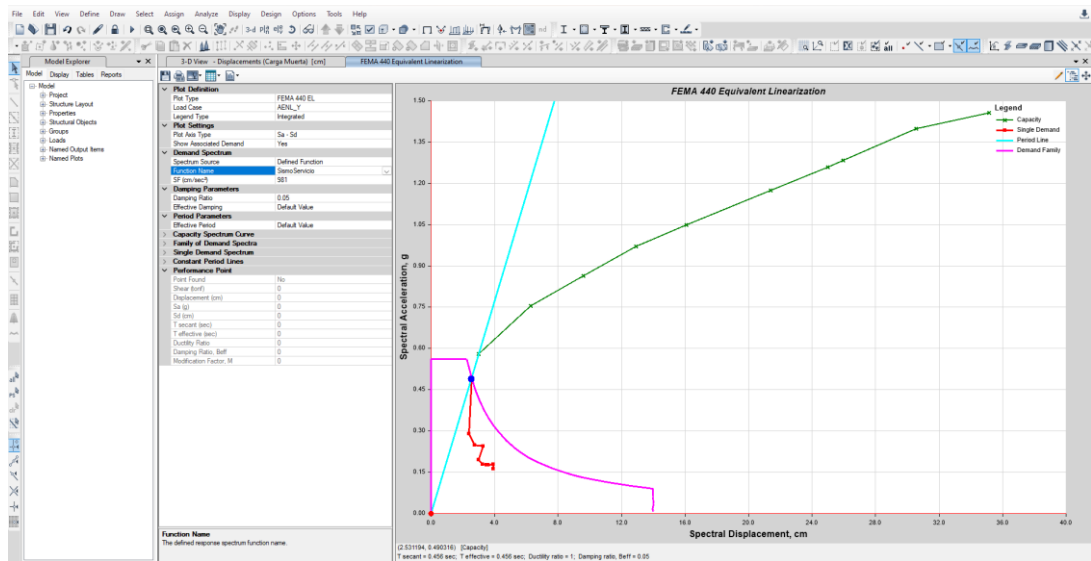 File Edit View Define Draw Select Assign Analyze Display Design Options Tools Help
3-d
all
Model Explorer
Model Display Tables Reports
Model
Project
Structure Layout
Properties
Structural Objects
Groups
Loads
Named Output Items
Named Plots
3-D View - Displacements (Carga Muerta) [cm]
FEMA 440 Equivalent Linearization
Plot Definition
Plot Type FEMA 440 EL
Load Case AENL_Y
Legend Type Integrated
Plot Settings
Plot Axis Type Sa - Sd
Show Associated Demand Yes
Demand Spectrum
Spectrum Source Defined Function
Function Name SismoServicio
SF (cm/sec²) 981
Damping Parameters
Damping Ratio 0.05
Effective Damping Default Value
Period Parameters
Effective Period Default Value
Capacity Spectrum Curve
Family of Demand Spectra
Single Demand Spectrum
Constant Period Lines
Performance Point
Point Found No
Shear (tonf) 0
Displacement (cm) 0
Sa (g) 0
Sd (cm) 0
T secant (sec) 0
T effective (sec) 0
Ductility Ratio 0
Damping Ratio, Beff 0
Modification Factor, M 0
Function Name
The defined response spectrum function name.
FEMA 440 Equivalent Linearization
Legend
Capacity
Single Demand
Period Line
Demand Family
Spectral Acceleration, g
1.50
1.35
1.20
1.05
0.90
0.75
0.60
0.45
0.30
0.15
0.00
0.0 4.0 8.0 12.0 16.0 20.0 24.0 28.0 32.0 36.0 40.0
Spectral Displacement, cm
(2.531194, 0.490316) [Capacity]
T secant = 0.456 sec; T effective = 0.456 sec; Ductility ratio = 1; Damping ratio, Beff = 0.05